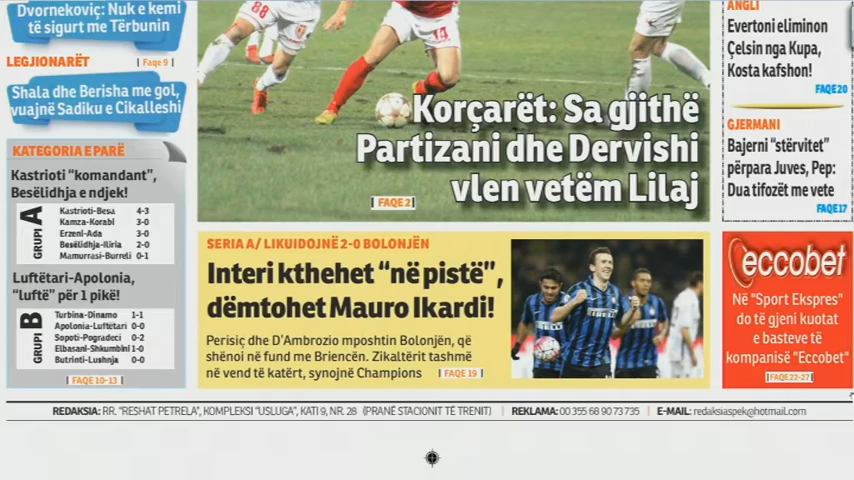 Dvornekoviç: Nuk e kemi
të sigurt me Tërbunin
LEGJIONARËT
Faqe 9
Shala dhe Berisha me gol,
vuajnë Sadiku e Cikalleshi
KATEGORIA E PARË
Kastrioti “komandant”,
Besëlidhja e ndjek!
GRUPI A
Kastrioti-Besa 4-3
Kamza-Korabi 3-0
Erzeni-Ada 3-0
Besëlidhja-Iliria 2-0
Mamurrasi-Burreli 0-1
Luftëtari-Apolonia,
“luftë” për 1 pikë!
GRUPI B
Turbina-Dinamo 1-1
Apolonia-Luftëtari 0-0
Sopoti-Pogradeci 0-2
Elbasani-Shkumbini 1-0
Butrinti-Lushnja 0-0
FAQE 10-13
88
14
Korçarët: Sa gjithë
Partizani dhe Dervishi
vlen vetëm Lilaj
FAQE 2
SERIA A/ LIKUIDOJNË 2-0 BOLONJËN
Interi kthehet “në pistë”,
dëmtohet Mauro Ikardi!
Perisiç dhe D'Ambrozio mposhtin Bolonjën, që
shënoi në fund me Briencën. Zikaltërit tashmë
në vend të katërt, synojnë Champions
FAQE 19
PIRELLI
ANGLI
Evertoni eliminon
Çelsin nga Kupa,
Kosta kafshon!
FAQE 20
GJERMANI
Bajerni “stërvitet”
përpara Juves, Pep:
Dua tifozët me vete
FAQE 17
eccobet
Në "Sport Ekspres"
do të gjeni kuotat
e basteve të
kompanisë "Eccobet"
FAQE 22-27
REDAKSIA: RR. “RESHAT PETRELA”, KOMPLEKSI “USLUGA”, KATI 9, NR. 28 (PRANË STACIONIT TË TRENIT) | REKLAMA: 00 355 68 90 73 735 | E-MAIL: redaksiaspek@hotmail.com